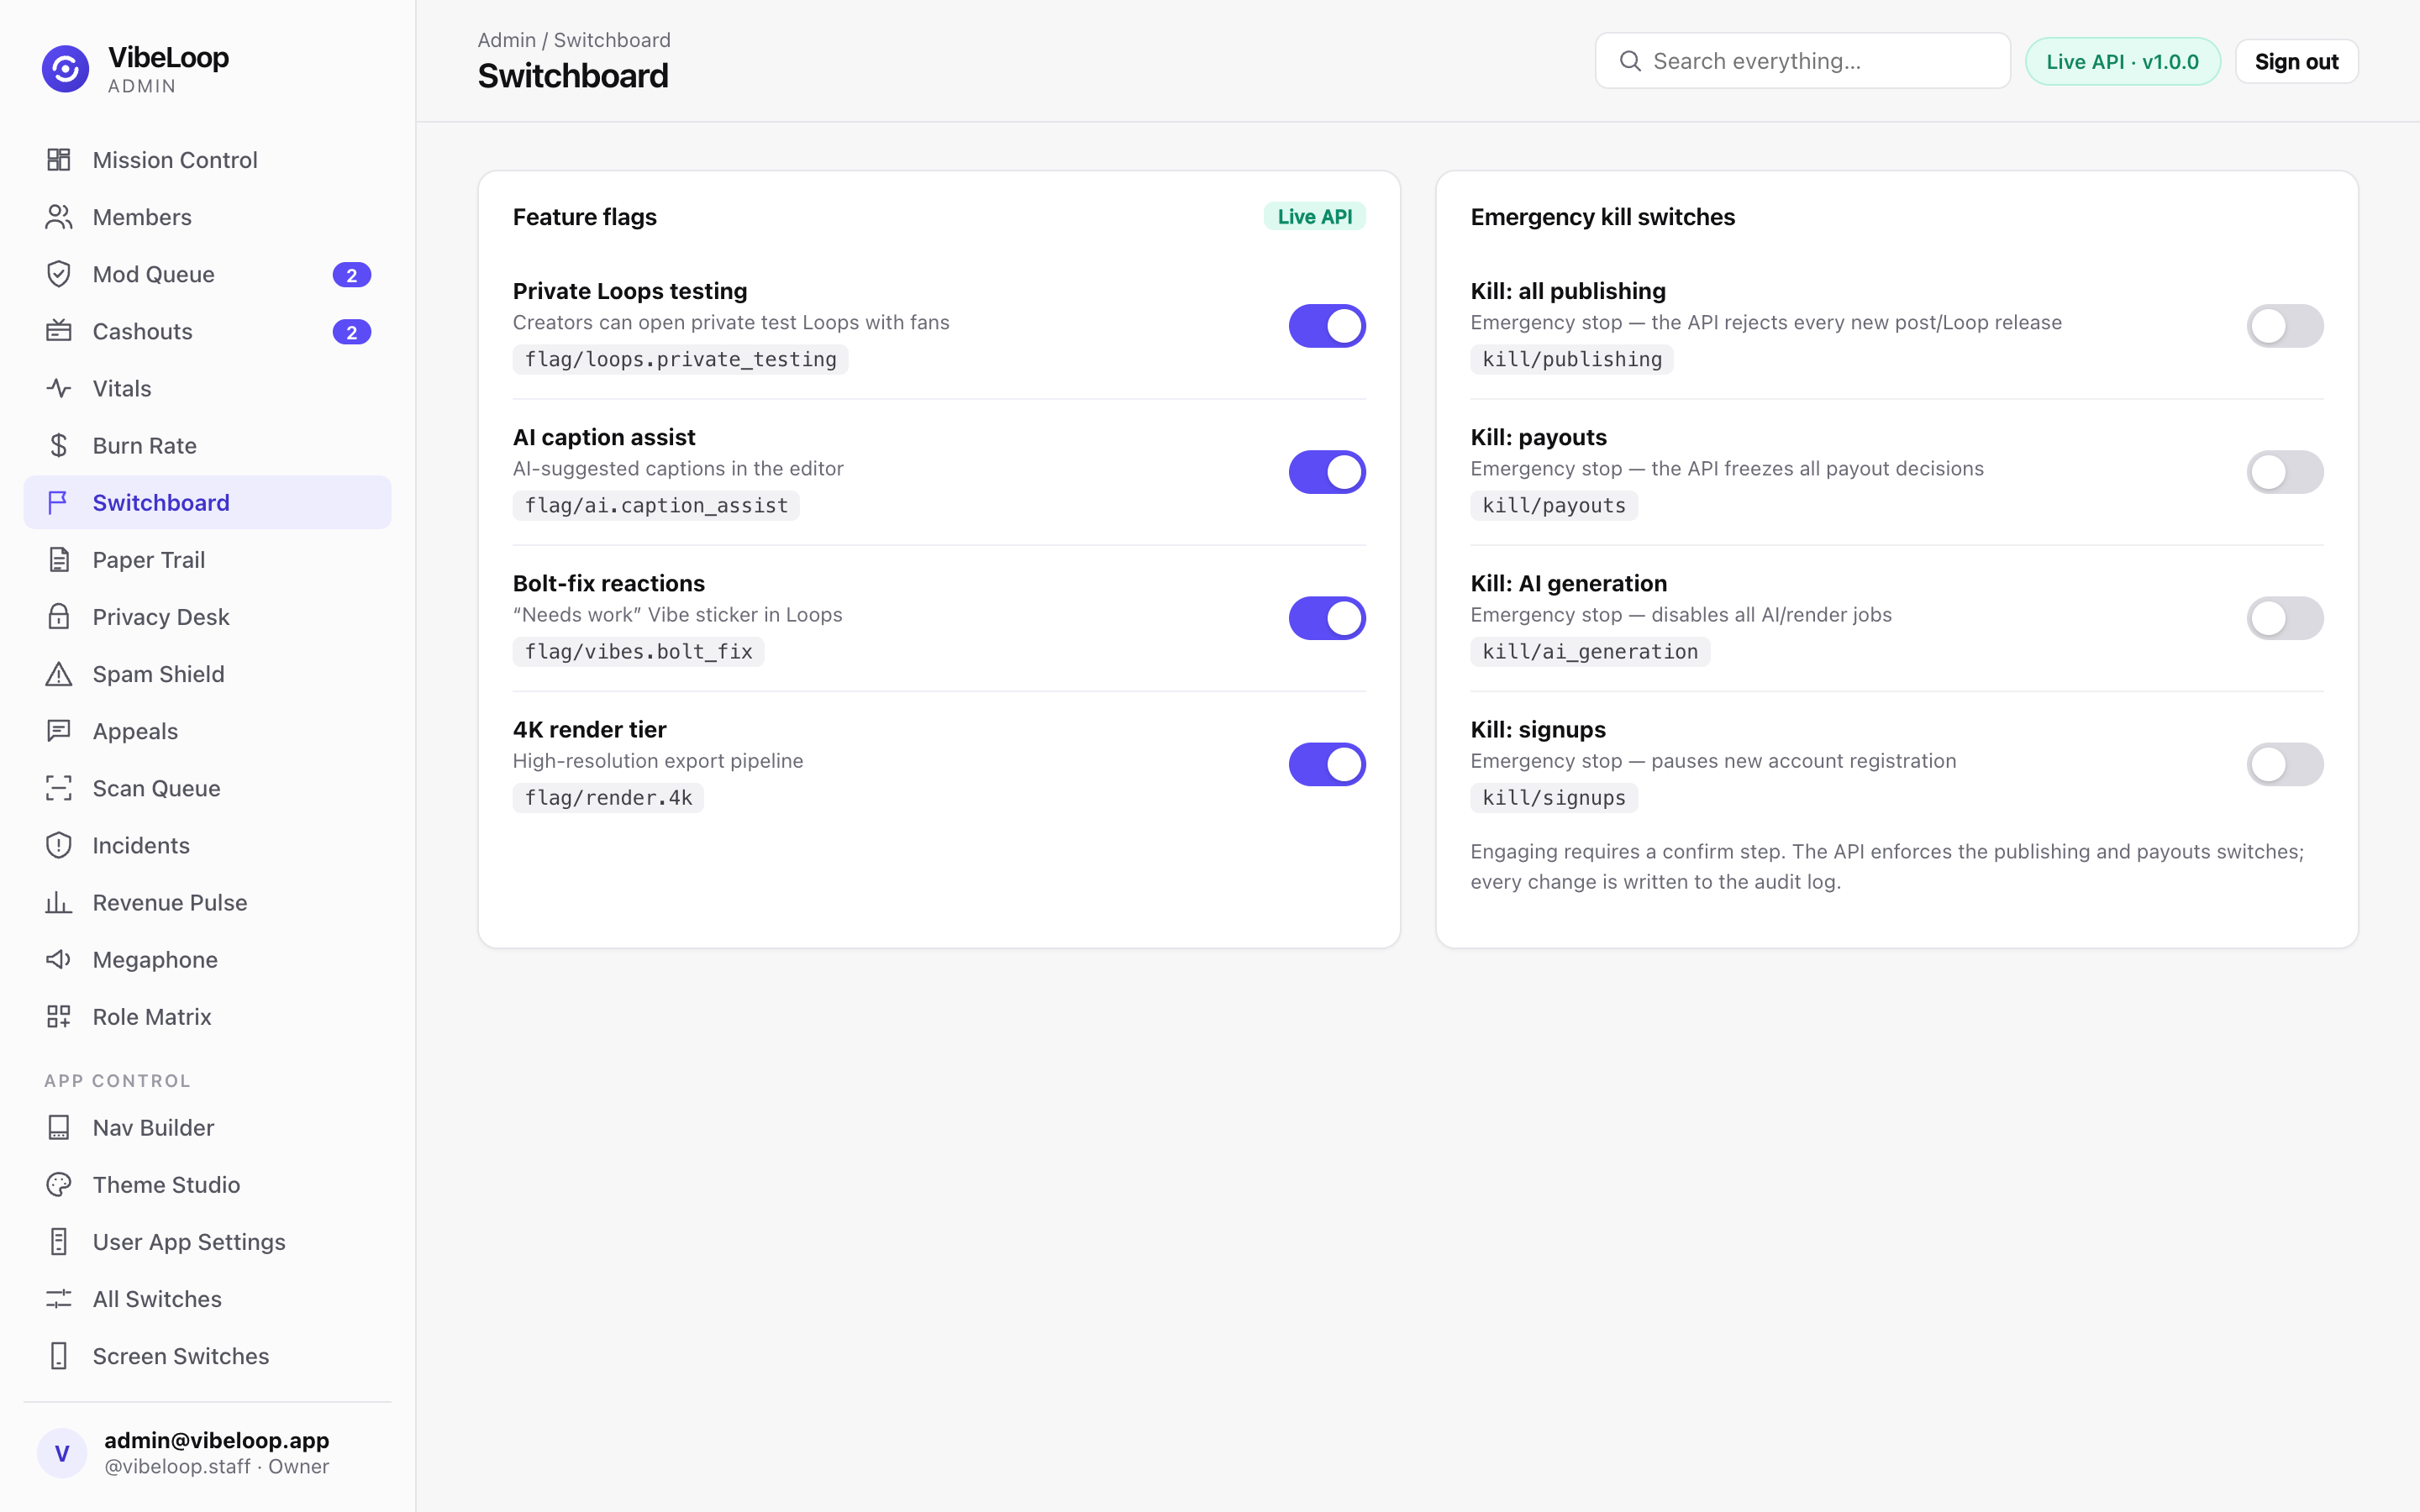 VibeLoop
ADMIN
Mission Control
Members
Mod Queue 2
Cashouts 2
Vitals
Burn Rate
Switchboard
Paper Trail
Privacy Desk
Spam Shield
Appeals
Scan Queue
Incidents
Revenue Pulse
Megaphone
Role Matrix
APP CONTROL
Nav Builder
Theme Studio
User App Settings
All Switches
Screen Switches
V
admin@vibeloop.app
@vibeloop.staff · Owner
Admin / Switchboard
Switchboard
Search everything...
Live API · v1.0.0
Sign out
Feature flags
Live API
Private Loops testing
Creators can open private test Loops with fans
flag/loops.private_testing
AI caption assist
AI-suggested captions in the editor
flag/ai.caption_assist
Bolt-fix reactions
“Needs work” Vibe sticker in Loops
flag/vibes.bolt_fix
4K render tier
High-resolution export pipeline
flag/render.4k
Emergency kill switches
Kill: all publishing
Emergency stop — the API rejects every new post/Loop release
kill/publishing
Kill: payouts
Emergency stop — the API freezes all payout decisions
kill/payouts
Kill: AI generation
Emergency stop — disables all AI/render jobs
kill/ai_generation
Kill: signups
Emergency stop — pauses new account registration
kill/signups
Engaging requires a confirm step. The API enforces the publishing and payouts switches;
every change is written to the audit log.